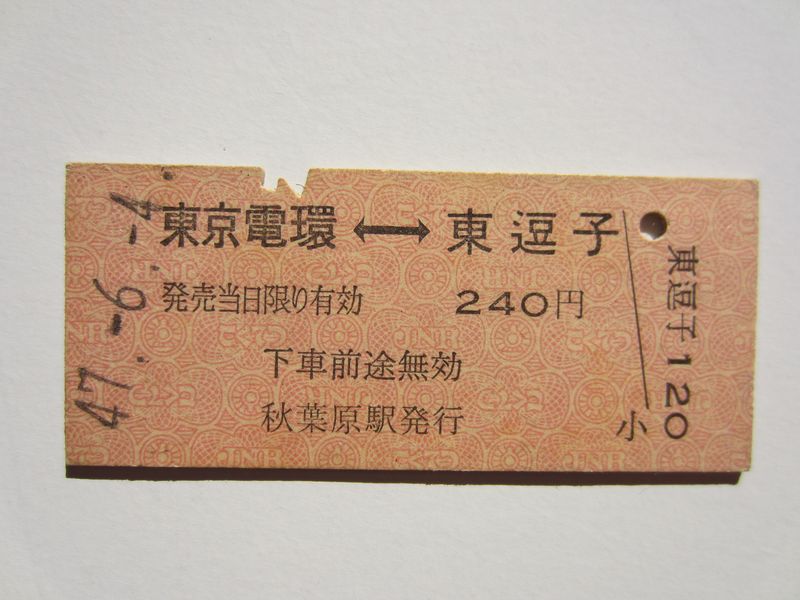 47.-6.-4.
東京電環⟷東逗子
発売当日限り有効 240円
下車前途無効
秋葉原駅発行
小
東逗子120